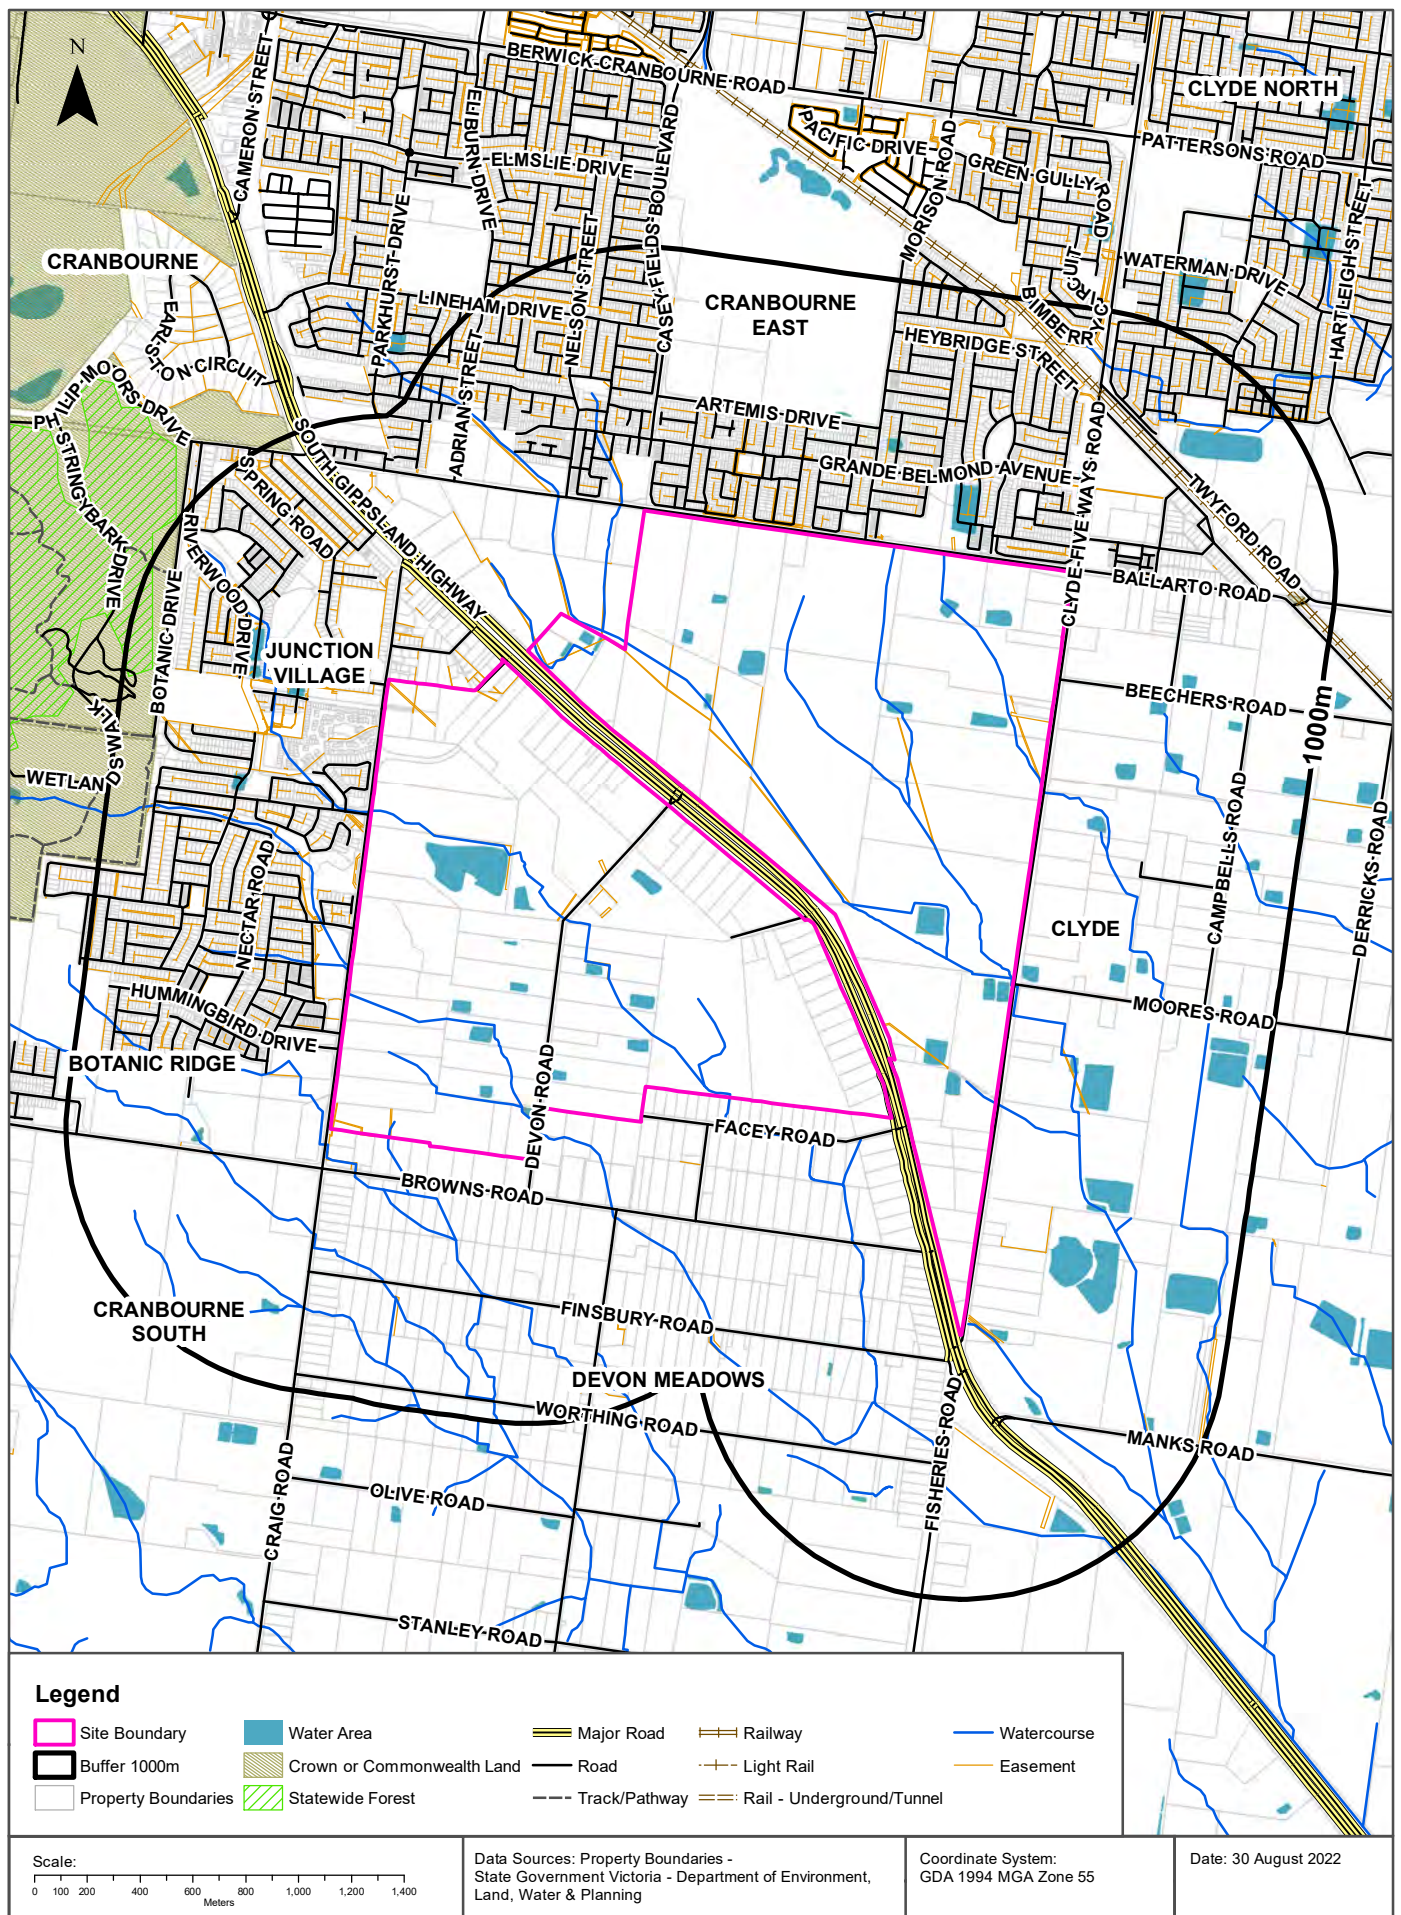 N
BERWICK-CRANBOURNE ROAD
CLYDE NORTH
CAMERON STREET
ELIBURN DRIVE
ELMSLIE DRIVE
CASEY FIELDS BOULEVARD
PACIFIC DRIVE
MORISON ROAD
GREEN GULLY ROAD
PATTERSONS ROAD
HARTLEIGH STREET
PARKHURST DRIVE
NELSON STREET
CRANBOURNE
CRANBOURNE
EAST
WATERMAN DRIVE
BIMBERRY CIRCUIT
LINEHAM DRIVE
EARLSTON CIRCUIT
HEYBRIDGE STREET
ADRIAN STREET
PHILIP MOORS DRIVE
STRINGYBARK DRIVE
ARTEMIS DRIVE
SPRING ROAD
SOUTH GIPPSLAND HIGHWAY
GRANDE BELMOND AVENUE
CLYDE-FIVE WAYS ROAD
TWYFORD ROAD
RIVERWOOD DRIVE
BALLARTO ROAD
BOTANIC DRIVE
JUNCTION
VILLAGE
BEECHERS ROAD
1000m
WETLANDS WALK
CAMPBELLS ROAD
DERRICKS ROAD
NECTAR ROAD
CLYDE
HUMMINGBIRD DRIVE
MOORES ROAD
BOTANIC RIDGE
DEVON ROAD
FACEY ROAD
BROWNS ROAD
CRANBOURNE
SOUTH
FINSBURY ROAD
DEVON MEADOWS
WORTHING ROAD
FISHERIES ROAD
MANKS ROAD
CRAIG ROAD
OLIVE ROAD
STANLEY ROAD
Legend
Site Boundary
Water Area
Major Road
Railway
Watercourse
Buffer 1000m
Crown or Commonwealth Land
Road
Light Rail
Easement
Property Boundaries
Statewide Forest
Track/Pathway
Rail - Underground/Tunnel
Scale:
0 100 200 400 600 800 1,000 1,200 1,400
Meters
Data Sources: Property Boundaries -
State Government Victoria - Department of Environment,
Land, Water & Planning
Coordinate System:
GDA 1994 MGA Zone 55
Date: 30 August 2022